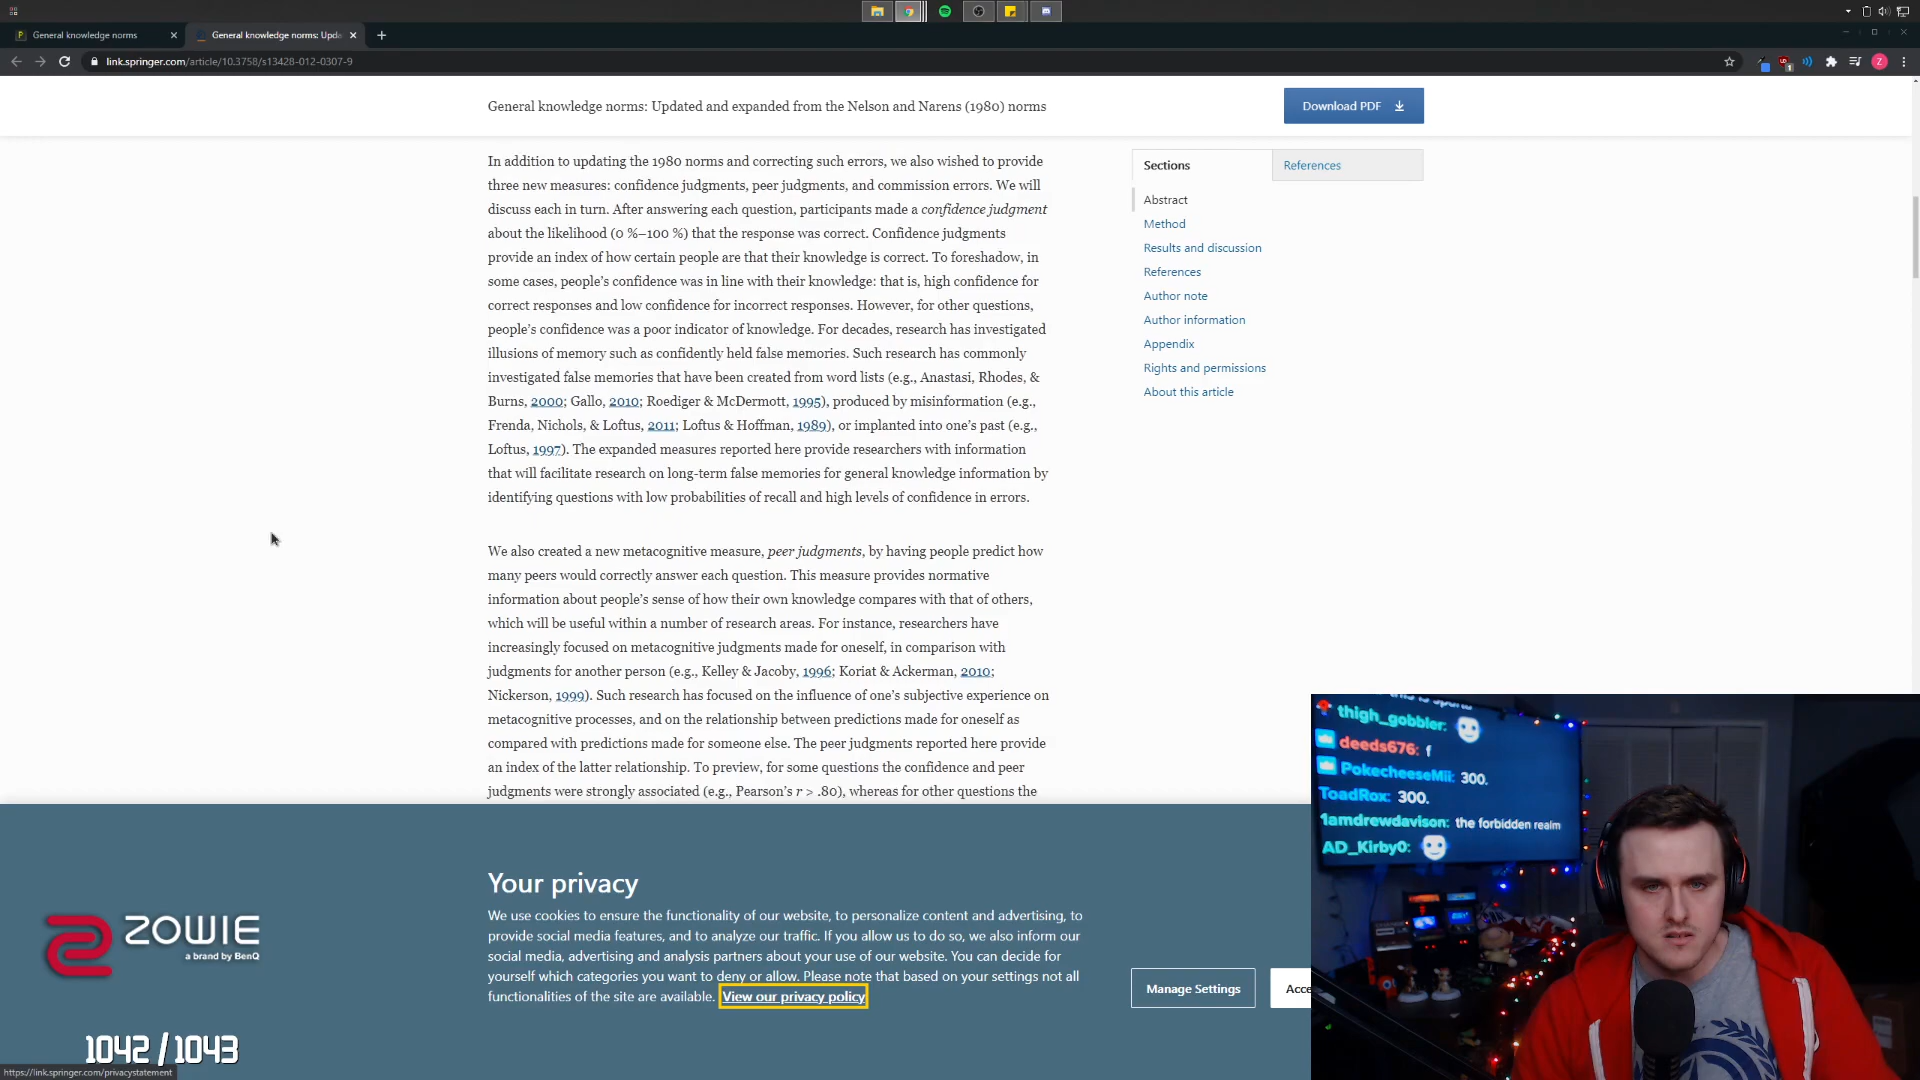 General knowledge norms
General knowledge norms: Upda
link.springer.com/article/10.3758/s13428-012-0307-9
General knowledge norms: Updated and expanded from the Nelson and Narens (1980) norms
Download PDF
In addition to updating the 1980 norms and correcting such errors, we also wished to provide
three new measures: confidence judgments, peer judgments, and commission errors. We will
discuss each in turn. After answering each question, participants made a confidence judgment
about the likelihood (0 %–100 %) that the response was correct. Confidence judgments
provide an index of how certain people are that their knowledge is correct. To foreshadow, in
some cases, people's confidence was in line with their knowledge: that is, high confidence for
correct responses and low confidence for incorrect responses. However, for other questions,
people's confidence was a poor indicator of knowledge. For decades, research has investigated
illusions of memory such as confidently held false memories. Such research has commonly
investigated false memories that have been created from word lists (e.g., Anastasi, Rhodes, &
Burns, 2000; Gallo, 2010; Roediger & McDermott, 1995), produced by misinformation (e.g.,
Frenda, Nichols, & Loftus, 2011; Loftus & Hoffman, 1989), or implanted into one's past (e.g.,
Loftus, 1997). The expanded measures reported here provide researchers with information
that will facilitate research on long-term false memories for general knowledge information by
identifying questions with low probabilities of recall and high levels of confidence in errors.
We also created a new metacognitive measure, peer judgments, by having people predict how
many peers would correctly answer each question. This measure provides normative
information about people's sense of how their own knowledge compares with that of others,
which will be useful within a number of research areas. For instance, researchers have
increasingly focused on metacognitive judgments made for oneself, in comparison with
judgments for another person (e.g., Kelley & Jacoby, 1996; Koriat & Ackerman, 2010;
Nickerson, 1999). Such research has focused on the influence of one's subjective experience on
metacognitive processes, and on the relationship between predictions made for oneself as
compared with predictions made for someone else. The peer judgments reported here provide
an index of the latter relationship. To preview, for some questions the confidence and peer
judgments were strongly associated (e.g., Pearson's r > .80), whereas for other questions the
Sections
References
Abstract
Method
Results and discussion
References
Author note
Author information
Appendix
Rights and permissions
About this article
Your privacy
We use cookies to ensure the functionality of our website, to personalize content and advertising, to
provide social media features, and to analyze our traffic. If you allow us to do so, we also inform our
social media, advertising and analysis partners about your use of our website. You can decide for
yourself which categories you want to deny or allow. Please note that based on your settings not all
functionalities of the site are available. View our privacy policy
Manage Settings
Acce
ZOWIE
a brand by BenQ
1042 / 1043
https://link.springer.com/privacystatement
thigh_gobbler:
deeds676: f
PokecheeseMii: 300.
ToadRox: 300.
1amdrewdavison: the forbidden realm
AD_Kirby0: